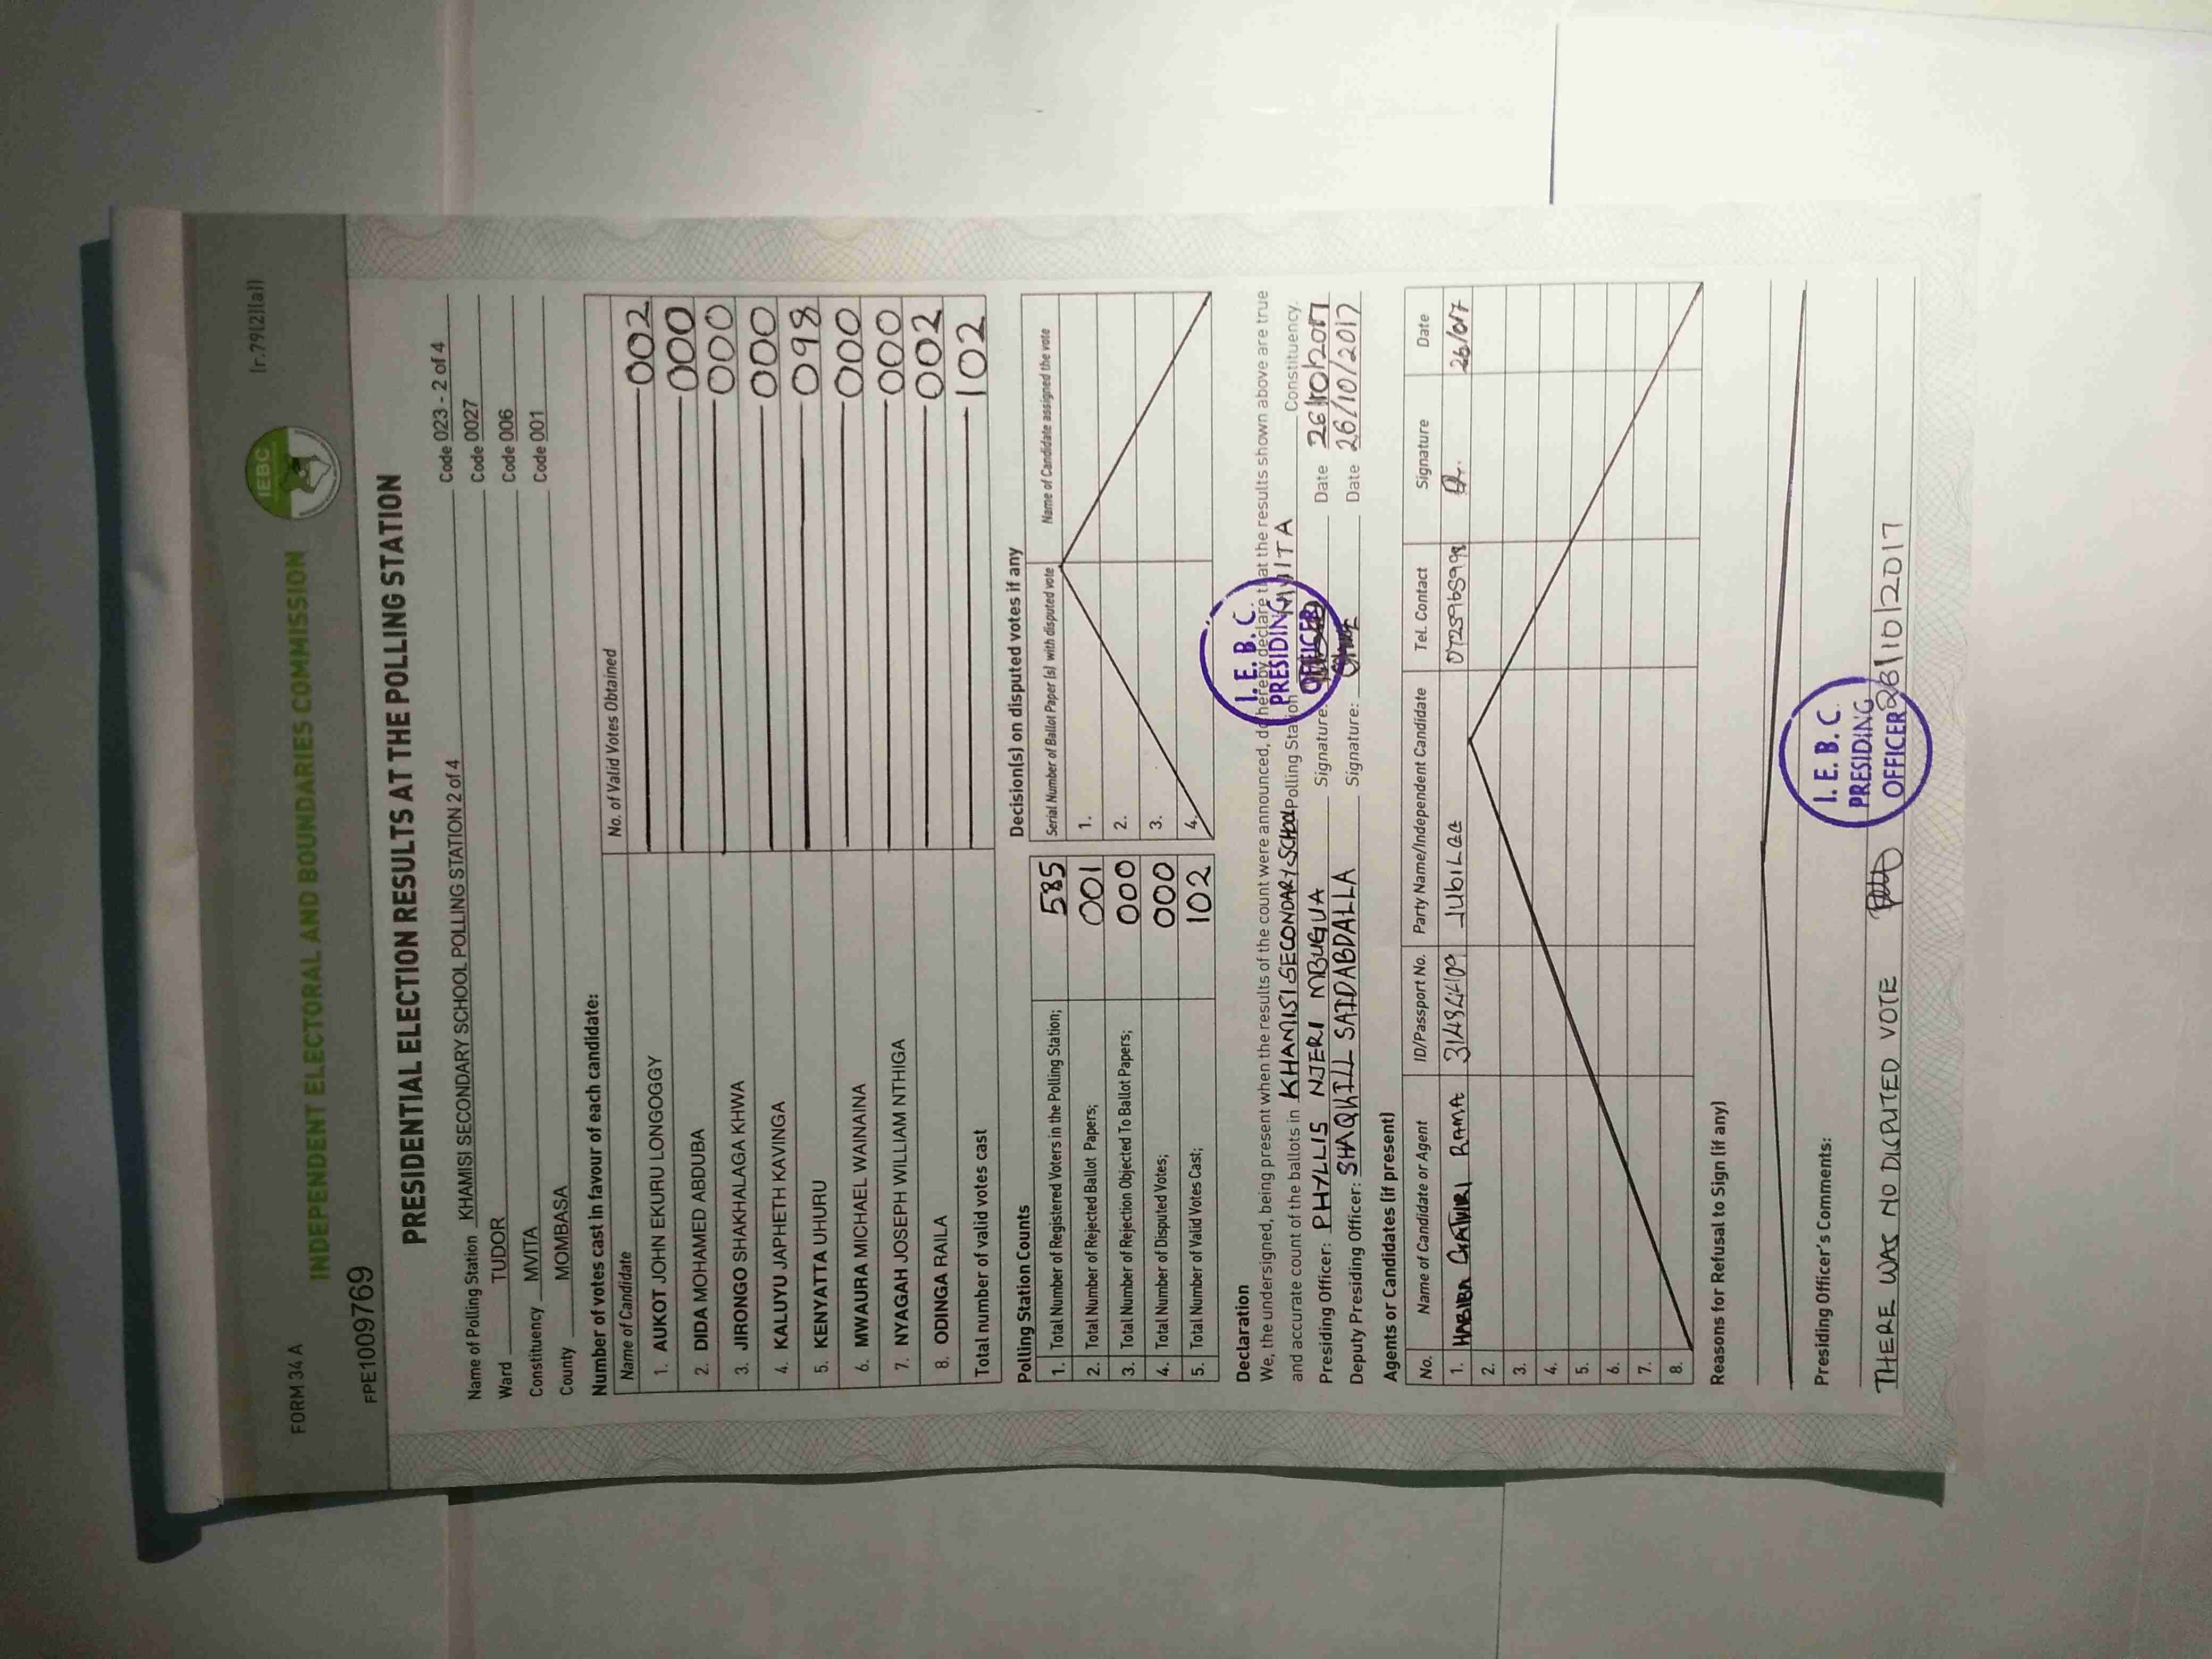 FORM 34 A
[r.79(2)(a)]
IEBC
INDEPENDENT ELECTORAL AND BOUNDARIES COMMISSION
FPE1009769
PRESIDENTIAL ELECTION RESULTS AT THE POLLING STATION
Name of Polling Station KHAMISI SECONDARY SCHOOL POLLING STATION 2 of 4 Code 023 - 2 of 4
Ward TUDOR Code 0027
Constituency MVITA Code 006
County MOMBASA Code 001
Number of votes cast in favour of each candidate:
Name of Candidate No. of Valid Votes Obtained
1. AUKOT JOHN EKURU LONGOGGY 002
2. DIDA MOHAMED ABDUBA 000
3. JIRONGO SHAKHALAGA KHWA 000
4. KALUYU JAPHETH KAVINGA 000
5. KENYATTA UHURU 098
6. MWAURA MICHAEL WAINAINA 000
7. NYAGAH JOSEPH WILLIAM NTHIGA 000
8. ODINGA RAILA 002
Total number of valid votes cast 102
Polling Station Counts
1. Total Number of Registered Voters in the Polling Station; 585
2. Total Number of Rejected Ballot Papers; 001
3. Total Number of Rejection Objected To Ballot Papers; 000
4. Total Number of Disputed Votes; 000
5. Total Number of Valid Votes Cast; 102
Decision(s) on disputed votes if any
Serial Number of Ballot Paper (s) with disputed vote Name of Candidate assigned the vote
1.
2.
3.
4.
Declaration
We, the undersigned, being present when the results of the count were announced, do hereby declare that the results shown above are true
and accurate count of the ballots in KHAMISI SECONDARY SCHOOL Polling Station MVITA Constituency.
Presiding Officer: PHYLLIS NJERI MBUGUA Signature: Date 26/10/2017
Deputy Presiding Officer: SHAQHILL SAIDABDALLA Signature: Date 26/10/2017
I. E. B. C.
PRESIDING
OFFICER
Agents or Candidates (if present)
No. Name of Candidate or Agent ID/Passport No. Party Name/Independent Candidate Tel. Contact Signature Date
1. HABIBA GATURI RAMA JUBILEE
2.
3.
4.
5.
6.
7.
8.
Reasons for Refusal to Sign (if any)
Presiding Officer's Comments:
THERE WAS NO DISPUTED VOTE
I. E. B. C.
PRESIDING
OFFICER